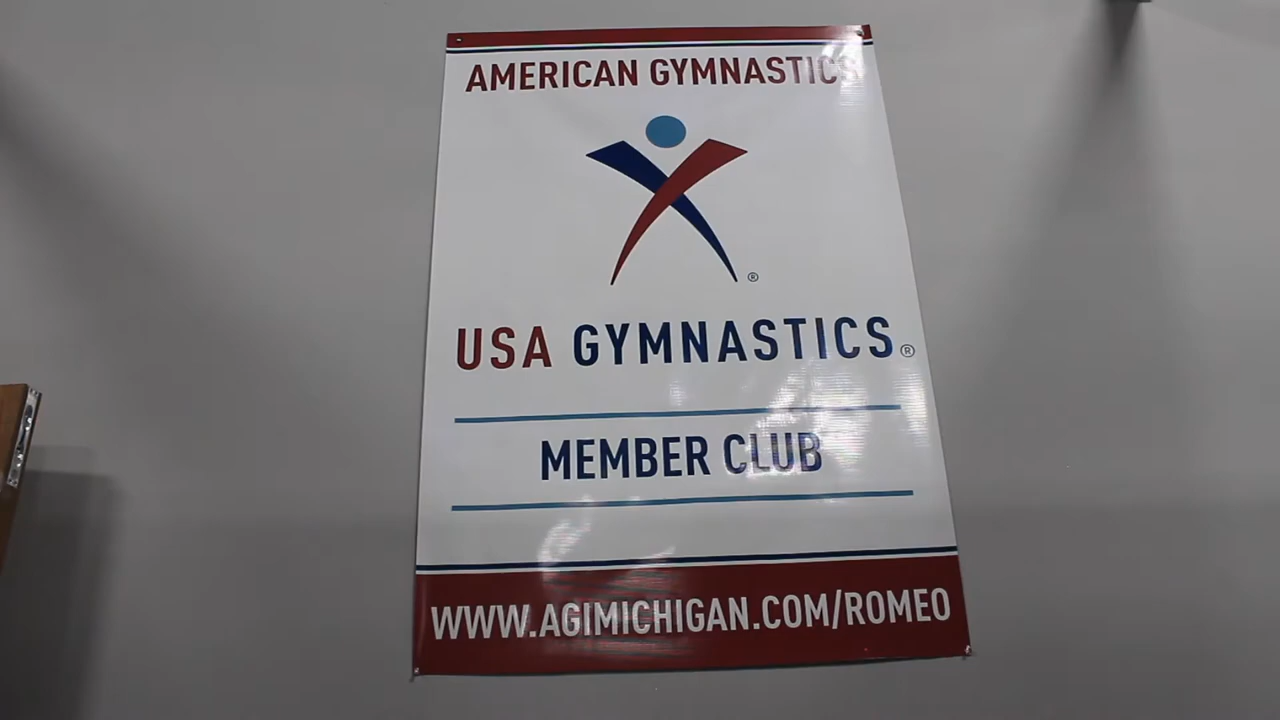 AMERICAN GYMNASTICS
®
USA GYMNASTICS®
MEMBER CLUB
WWW.AGIMICHIGAN.COM/ROMEO